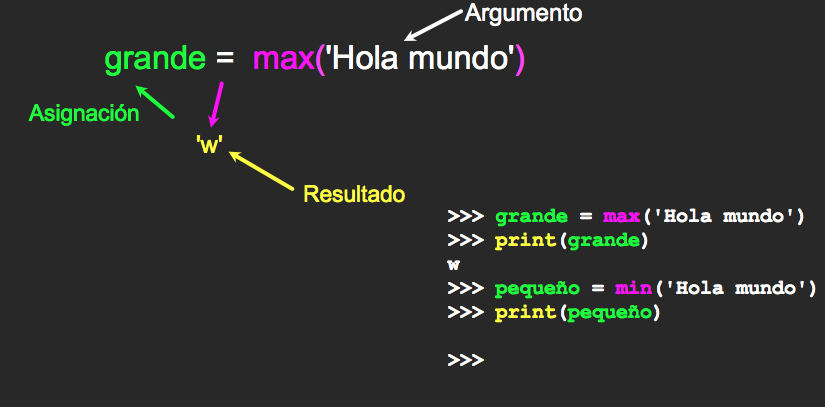 Argumento
grande = max('Hola mundo')
Asignación
'w'
Resultado
>>> grande = max('Hola mundo')
>>> print(grande)
w
>>> pequeño = min('Hola mundo')
>>> print(pequeño)
>>>